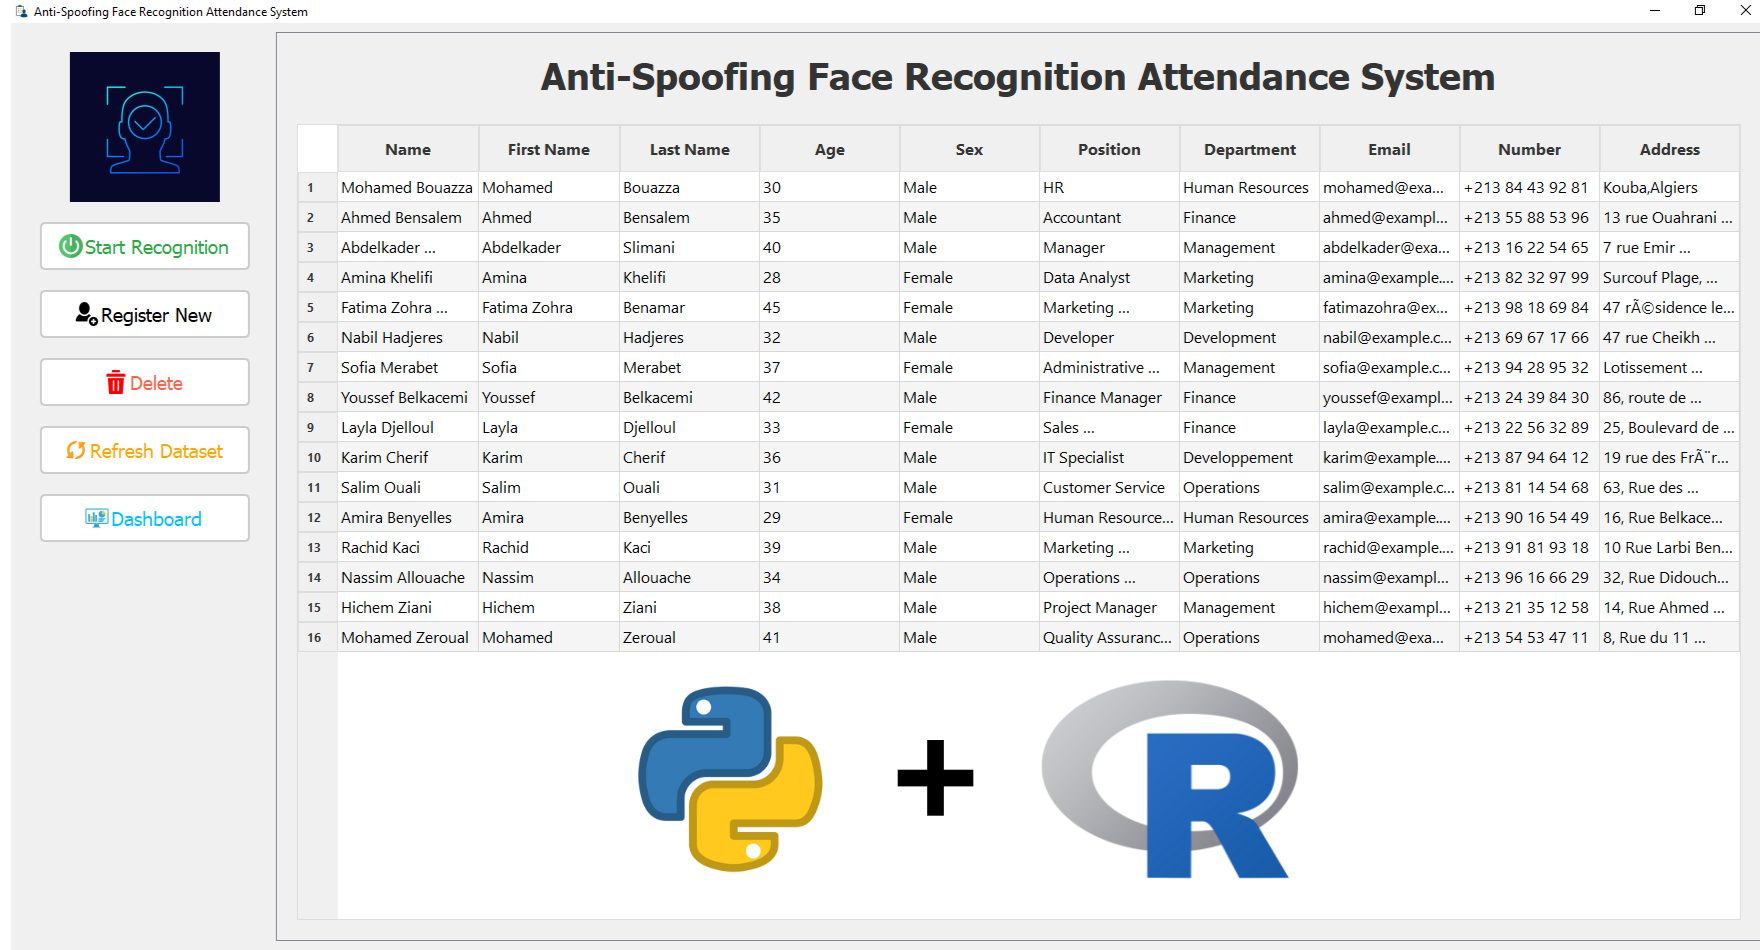 Anti-Spoofing Face Recognition Attendance System
Anti-Spoofing Face Recognition Attendance System
Start Recognition
Register New
Delete
Refresh Dataset
Dashboard
Name First Name Last Name Age Sex Position Department Email Number Address
1 Mohamed Bouazza Mohamed Bouazza 30 Male HR Human Resources mohamed@exa... +213 84 43 92 81 Kouba,Algiers
2 Ahmed Bensalem Ahmed Bensalem 35 Male Accountant Finance ahmed@exampl... +213 55 88 53 96 13 rue Ouahrani ...
3 Abdelkader ... Abdelkader Slimani 40 Male Manager Management abdelkader@exa... +213 16 22 54 65 7 rue Emir ...
4 Amina Khelifi Amina Khelifi 28 Female Data Analyst Marketing amina@example.... +213 82 32 97 99 Surcouf Plage, ...
5 Fatima Zohra ... Fatima Zohra Benamar 45 Female Marketing ... Marketing fatimazohra@ex... +213 98 18 69 84 47 rÃ©sidence le...
6 Nabil Hadjeres Nabil Hadjeres 32 Male Developer Development nabil@example.c... +213 69 67 17 66 47 rue Cheikh ...
7 Sofia Merabet Sofia Merabet 37 Female Administrative ... Management sofia@example.c... +213 94 28 95 32 Lotissement ...
8 Youssef Belkacemi Youssef Belkacemi 42 Male Finance Manager Finance youssef@exampl... +213 24 39 84 30 86, route de ...
9 Layla Djelloul Layla Djelloul 33 Female Sales ... Finance layla@example.c... +213 22 56 32 89 25, Boulevard de ...
10 Karim Cherif Karim Cherif 36 Male IT Specialist Developpement karim@example.... +213 87 94 64 12 19 rue des FrÃ¨r...
11 Salim Ouali Salim Ouali 31 Male Customer Service Operations salim@example.c... +213 81 14 54 68 63, Rue des ...
12 Amira Benyelles Amira Benyelles 29 Female Human Resource... Human Resources amira@example.... +213 90 16 54 49 16, Rue Belkace...
13 Rachid Kaci Rachid Kaci 39 Male Marketing ... Marketing rachid@example.... +213 91 81 93 18 10 Rue Larbi Ben...
14 Nassim Allouache Nassim Allouache 34 Male Operations ... Operations nassim@exampl... +213 96 16 66 29 32, Rue Didouch...
15 Hichem Ziani Hichem Ziani 38 Male Project Manager Management hichem@exampl... +213 21 35 12 58 14, Rue Ahmed ...
16 Mohamed Zeroual Mohamed Zeroual 41 Male Quality Assuranc... Operations mohamed@exa... +213 54 53 47 11 8, Rue du 11 ...
+ R